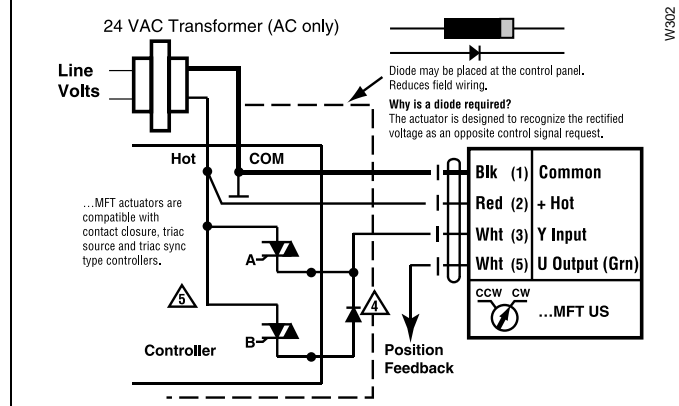 W302
24 VAC Transformer (AC only)
Line
Volts
Diode may be placed at the control panel.
Reduces field wiring.
Why is a diode required?
The actuator is designed to recognize the rectified
voltage as an opposite control signal request.
Hot
COM
Blk (1) Common
Red (2) + Hot
Wht (3) Y Input
Wht (5) U Output (Grn)
...MFT actuators are
compatible with
contact closure, triac
source and triac sync
type controllers.
A
5
4
B
CCW CW
...MFT US
Controller
Position
Feedback